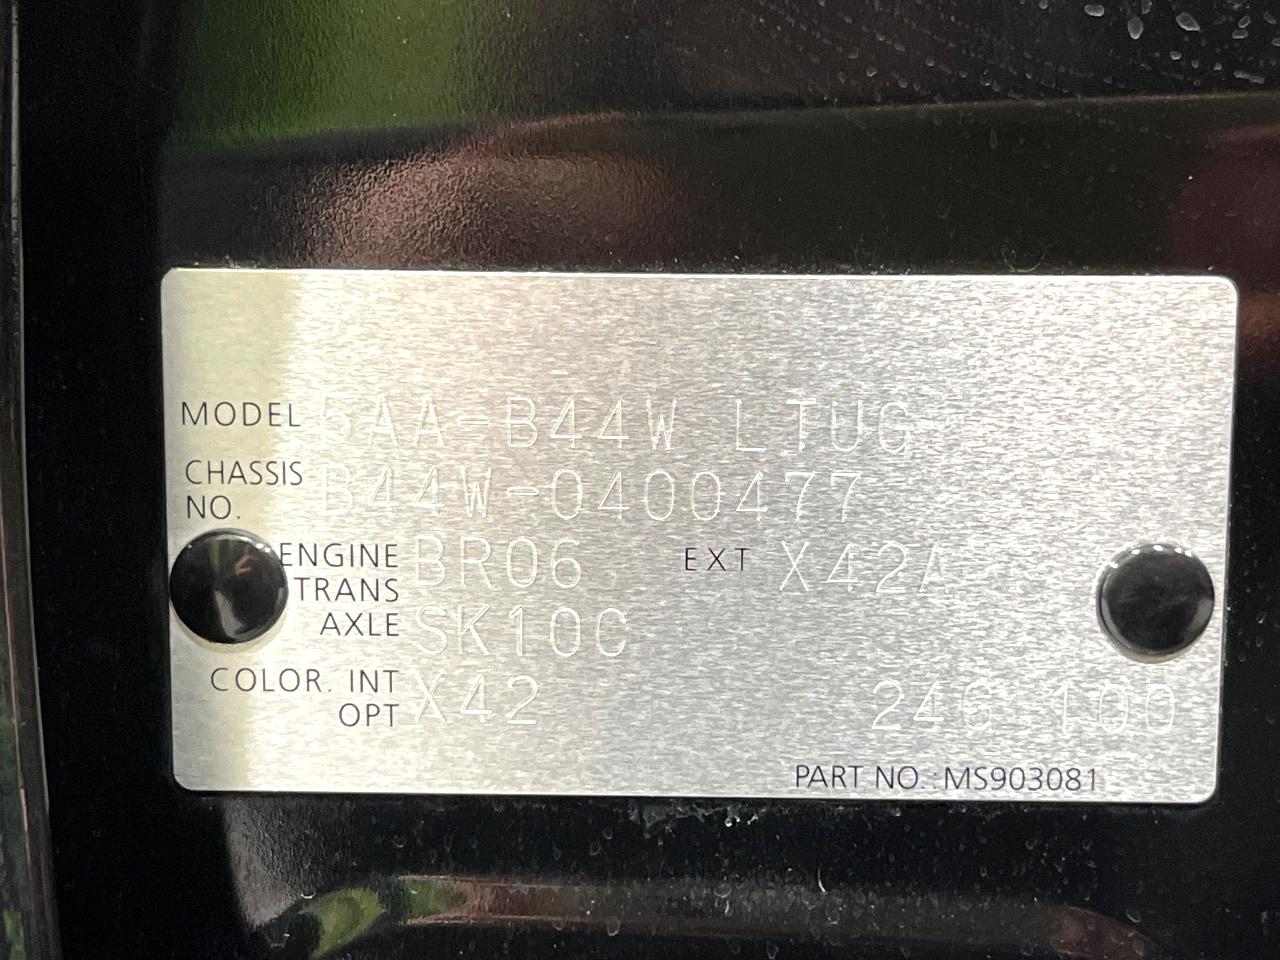 MODEL 5AA-B44W LTUG
CHASSIS NO. B44W-0400477
ENGINE BR06 EXT X42A
TRANS AXLE SK10C
COLOR. INT OPT X42 24G 100
PART NO.: MS903081